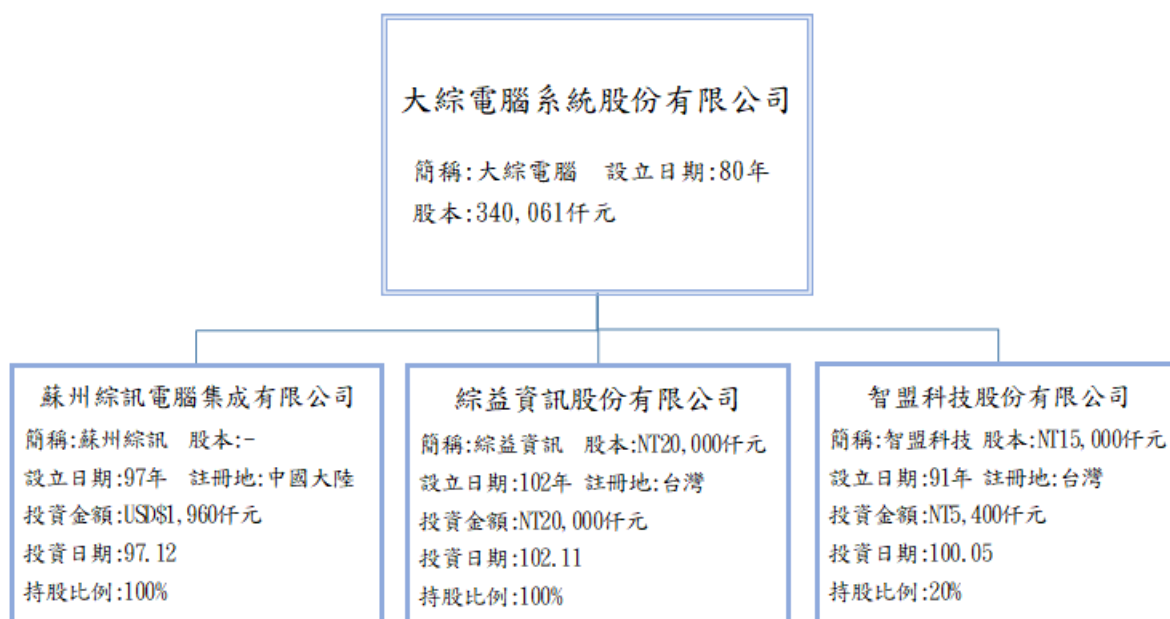 大綜電腦系統股份有限公司
簡稱:大綜電腦 設立日期:80年
股本:340,061仟元
蘇州綜訊電腦集成有限公司
簡稱:蘇州綜訊 股本:-
設立日期:97年 註冊地:中國大陸
投資金額:USD$1,960仟元
投資日期:97.12
持股比例:100%
綜益資訊股份有限公司
簡稱:綜益資訊 股本:NT20,000仟元
設立日期:102年 註冊地:台灣
投資金額:NT20,000仟元
投資日期:102.11
持股比例:100%
智盟科技股份有限公司
簡稱:智盟科技 股本:NT15,000仟元
設立日期:91年 註冊地:台灣
投資金額:NT5,400仟元
投資日期:100.05
持股比例:20%